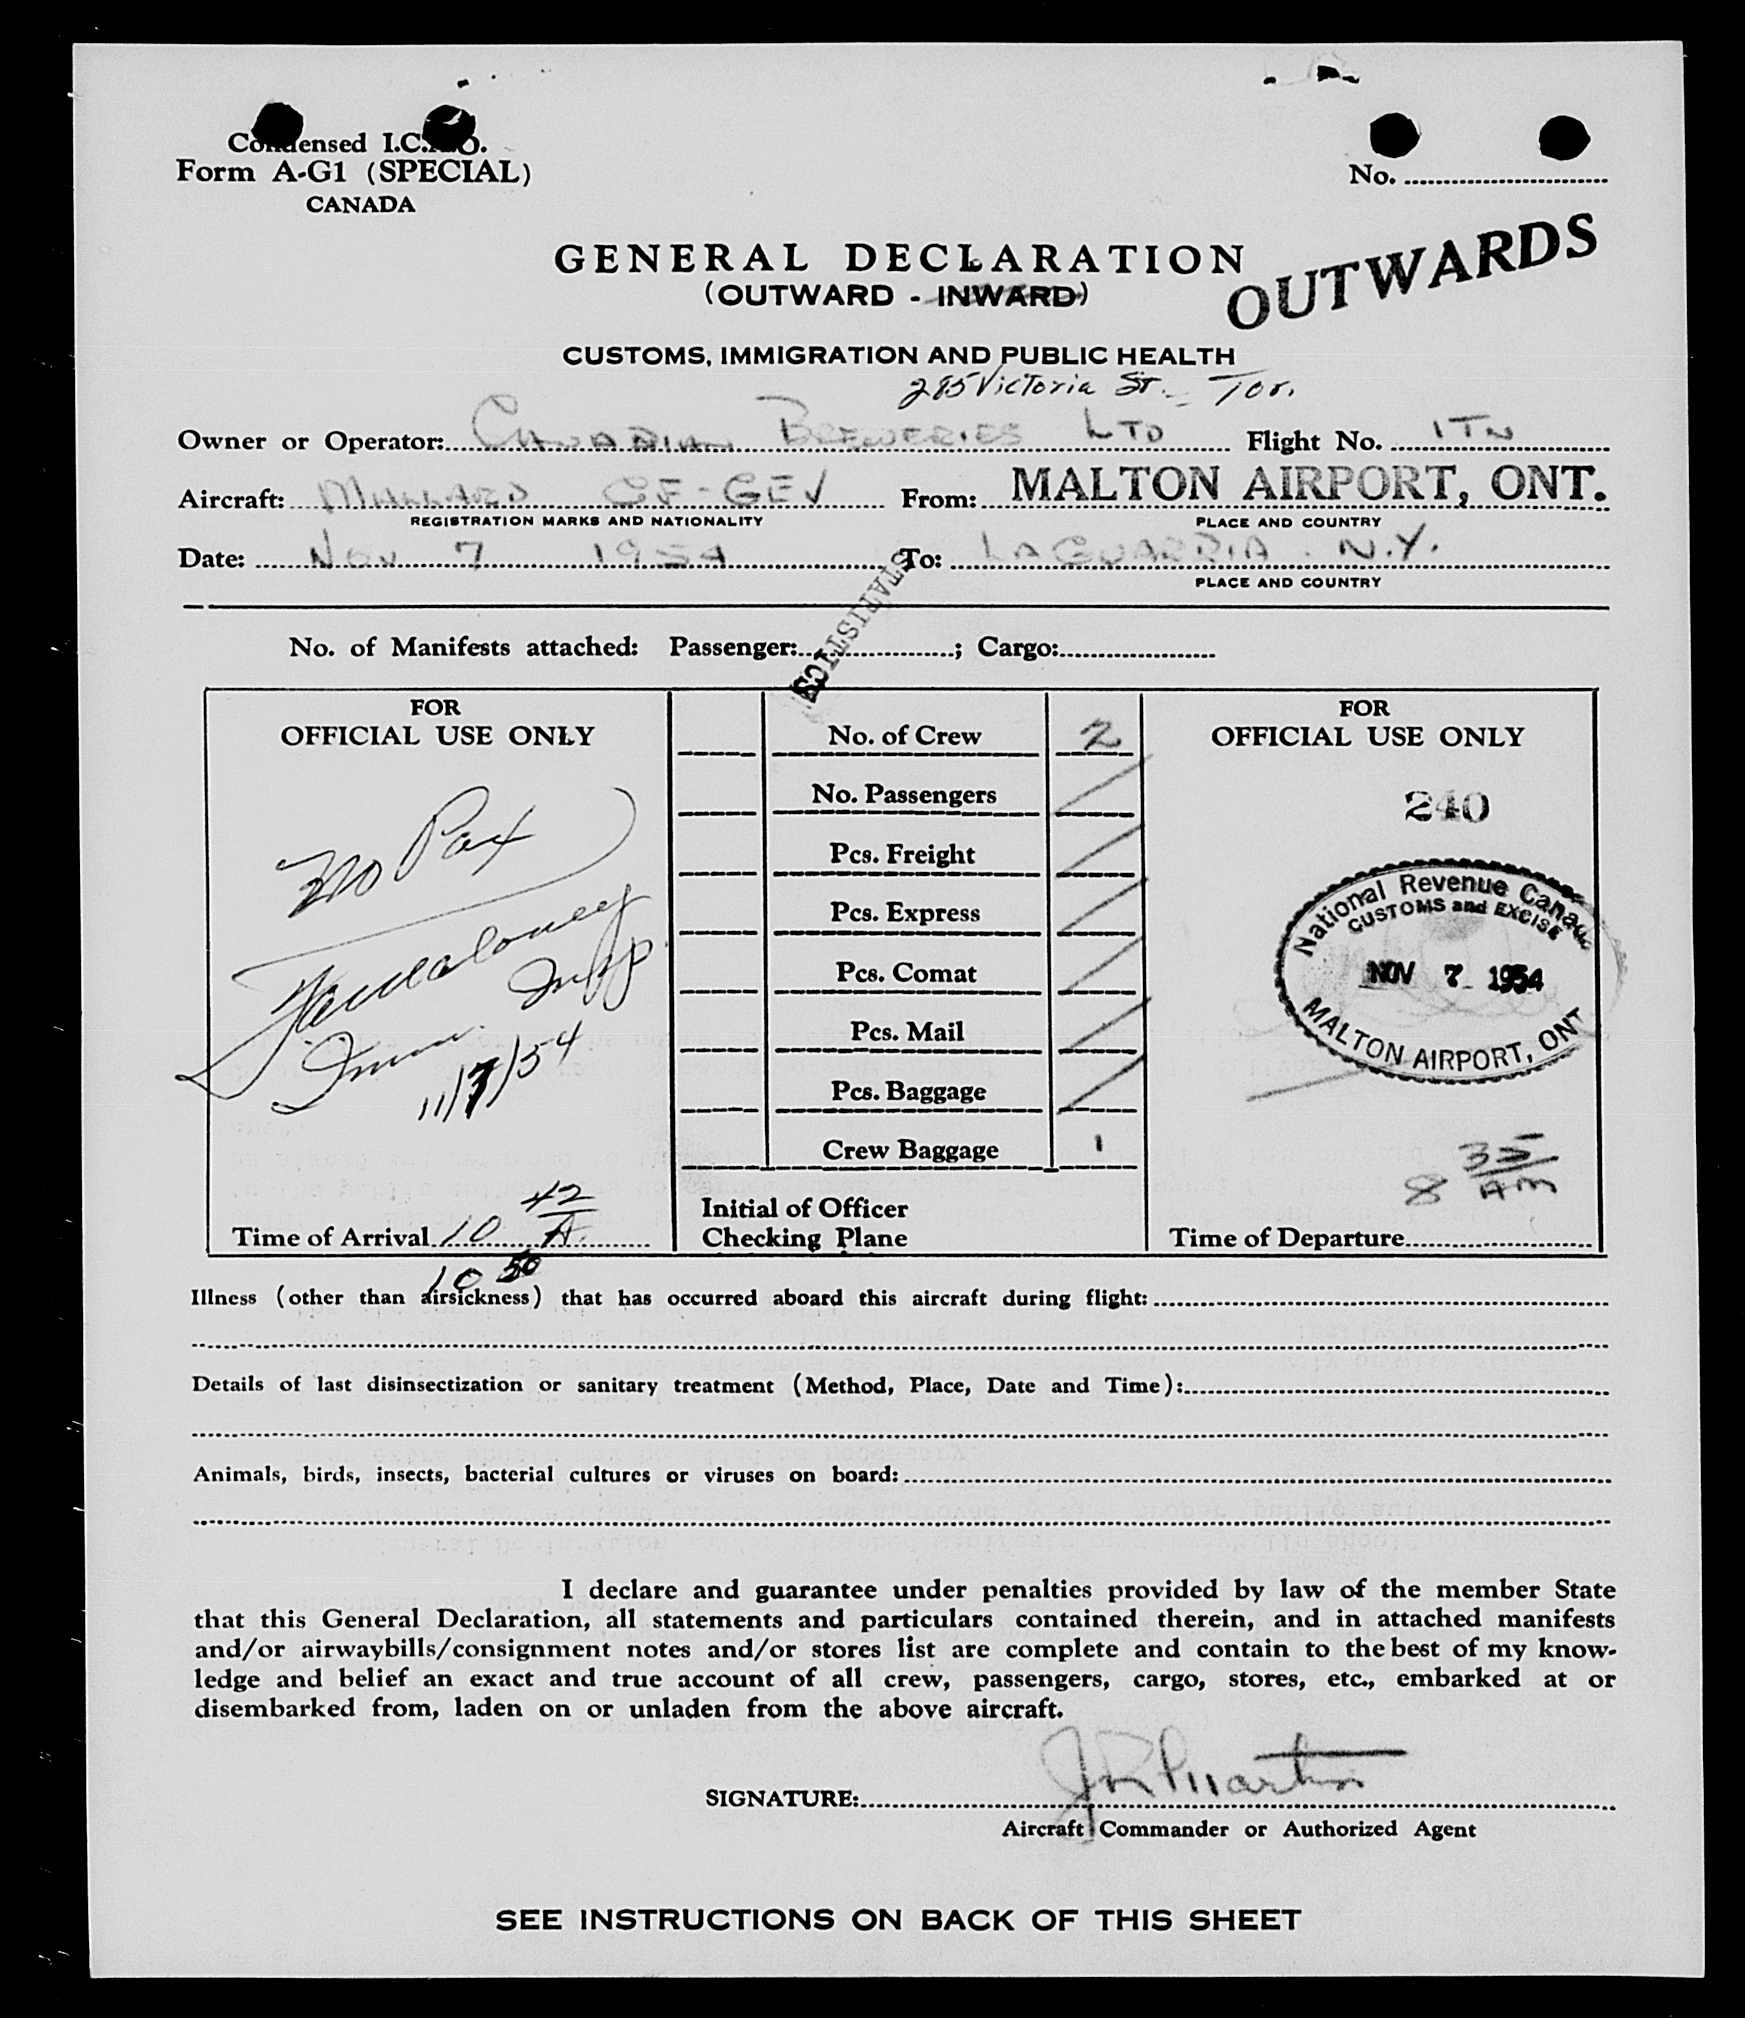 Condensed I.C.A.O.
Form A-G1 (SPECIAL)
CANADA
No.
GENERAL DECLARATION
(OUTWARD - INWARD)
OUTWARDS
CUSTOMS, IMMIGRATION AND PUBLIC HEALTH
285 Victoria St. - Tor.
Owner or Operator: CANADIAN BREWERIES LTD Flight No. ITN
Aircraft: MALLARD CF-GEV From: MALTON AIRPORT, ONT.
REGISTRATION MARKS AND NATIONALITY PLACE AND COUNTRY
Date: Nov 7 1954 To: LAGUARDIA. N.Y.
PLACE AND COUNTRY
STATISTICS
No. of Manifests attached: Passenger: ; Cargo:
FOR
OFFICIAL USE ONLY
No Pax
Insp
Imm.
11/7/54
Time of Arrival 10 42 A.
10 50
No. of Crew 2
No. Passengers
Pcs. Freight
Pcs. Express
Pcs. Comat
Pcs. Mail
Pcs. Baggage
Crew Baggage 1
Initial of Officer
Checking Plane
FOR
OFFICIAL USE ONLY
240
National Revenue Canada
CUSTOMS and EXCISE
NOV 7 1954
MALTON AIRPORT, ONT
8 35 AM
Time of Departure
Illness (other than airsickness) that has occurred aboard this aircraft during flight:
Details of last disinsectization or sanitary treatment (Method, Place, Date and Time):
Animals, birds, insects, bacterial cultures or viruses on board:
I declare and guarantee under penalties provided by law of the member State
that this General Declaration, all statements and particulars contained therein, and in attached manifests
and/or airwaybills/consignment notes and/or stores list are complete and contain to the best of my know-
ledge and belief an exact and true account of all crew, passengers, cargo, stores, etc., embarked at or
disembarked from, laden on or unladen from the above aircraft.
SIGNATURE: J R Martin
Aircraft Commander or Authorized Agent
SEE INSTRUCTIONS ON BACK OF THIS SHEET